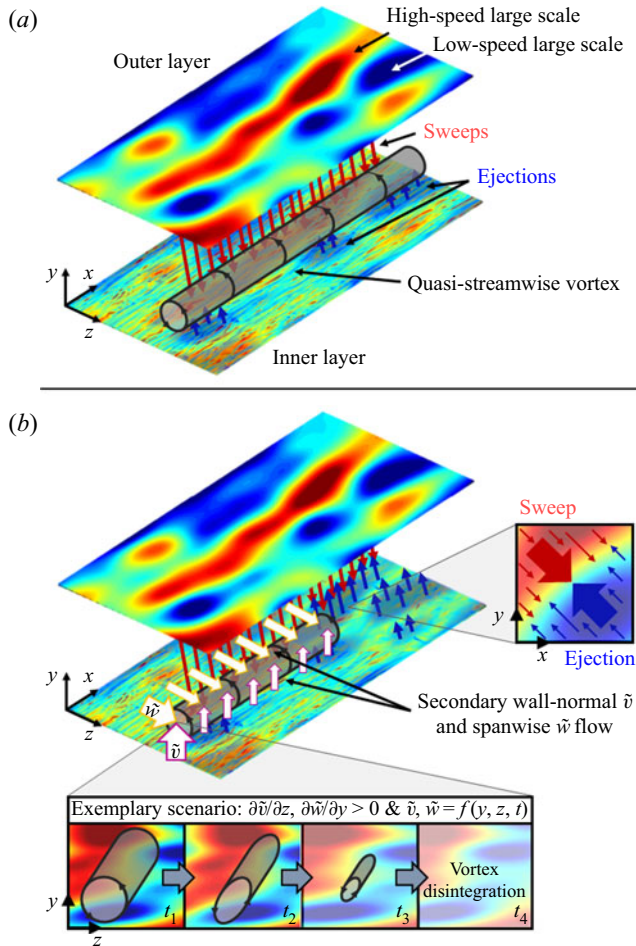 (a)
High-speed large scale
Low-speed large scale
Outer layer
Sweeps
Ejections
y
x
z
Quasi-streamwise vortex
Inner layer
(b)
Sweep
y
x
Ejection
y
x
z
w̃
ṽ
Secondary wall-normal ṽ
and spanwise w̃ flow
Exemplary scenario: ∂ṽ/∂z, ∂w̃/∂y > 0 & ṽ, w̃ = f(y, z, t)
y
z
t₁
t₂
t₃
Vortex
disintegration
t₄